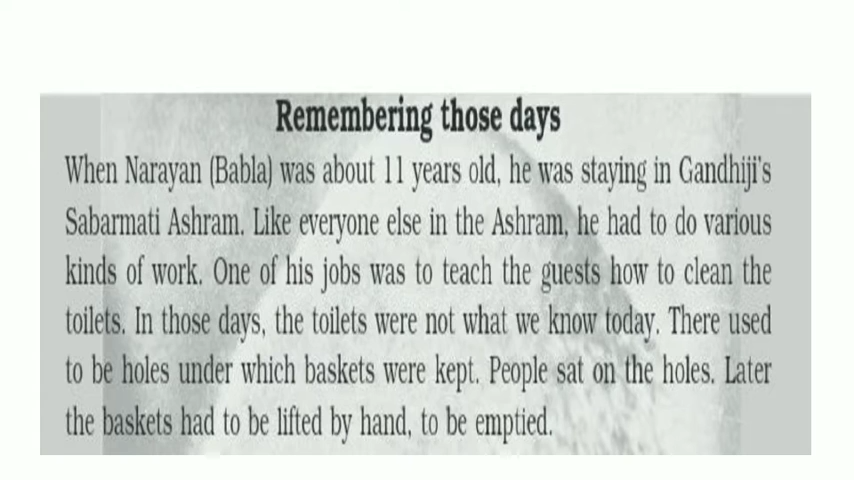 Remembering those days
When Narayan (Babla) was about 11 years old, he was staying in Gandhiji's
Sabarmati Ashram. Like everyone else in the Ashram, he had to do various
kinds of work. One of his jobs was to teach the guests how to clean the
toilets. In those days, the toilets were not what we know today. There used
to be holes under which baskets were kept. People sat on the holes. Later
the baskets had to be lifted by hand, to be emptied.